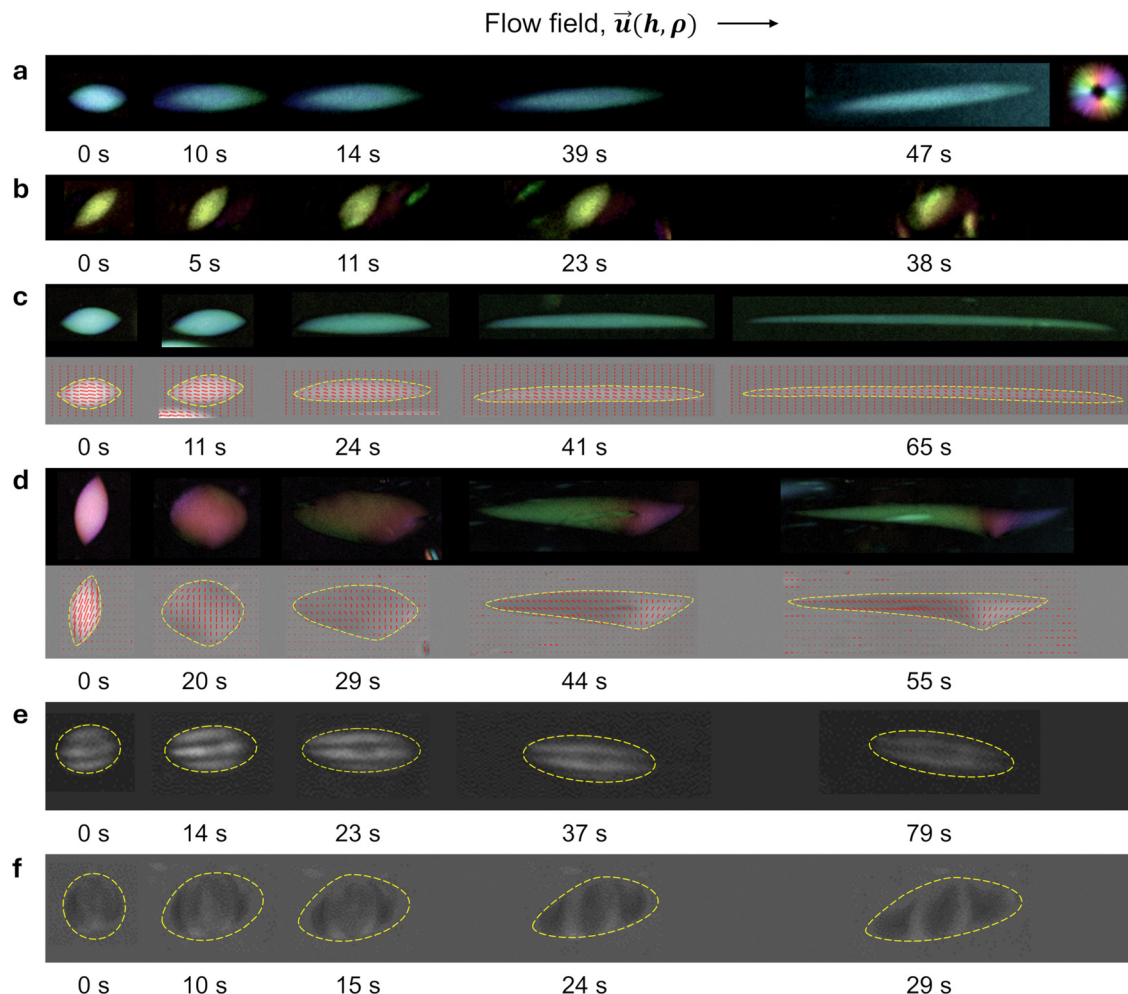 Flow field, u⃗(h, ρ)
a
0 s 10 s 14 s 39 s 47 s
b
0 s 5 s 11 s 23 s 38 s
c
0 s 11 s 24 s 41 s 65 s
d
0 s 20 s 29 s 44 s 55 s
e
0 s 14 s 23 s 37 s 79 s
f
0 s 10 s 15 s 24 s 29 s